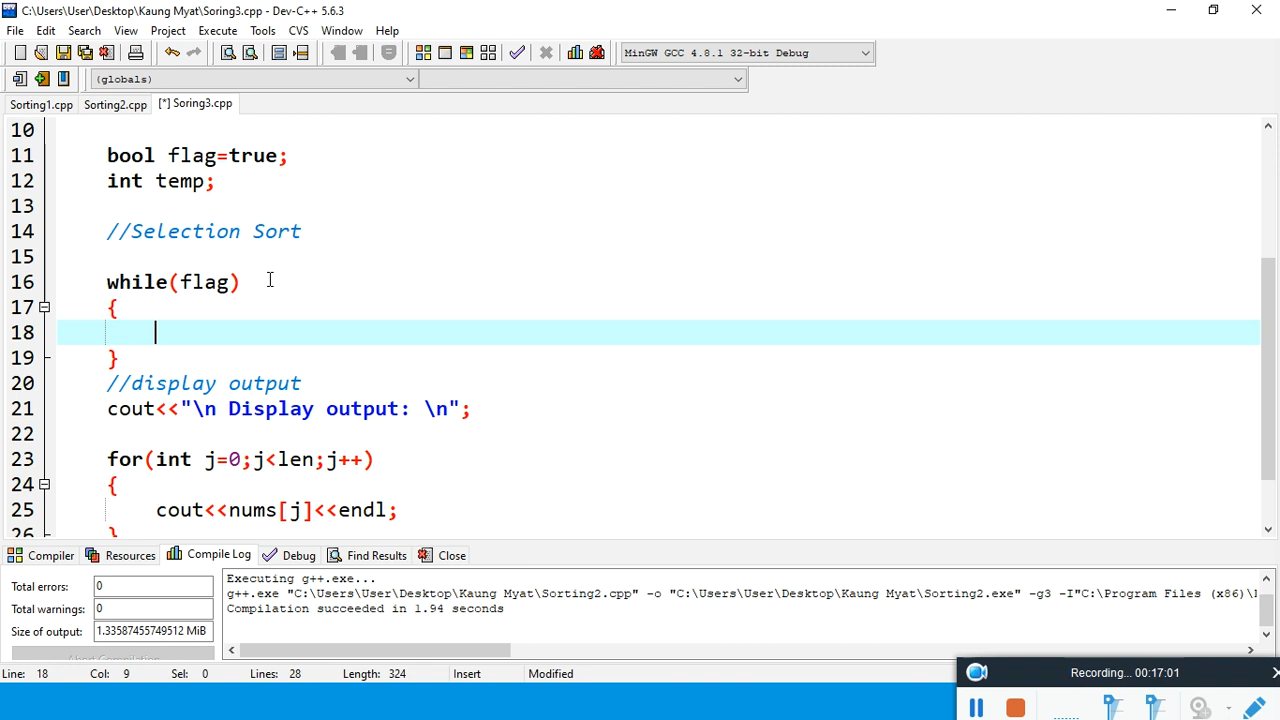 C:\Users\User\Desktop\Kaung Myat\Soring3.cpp - Dev-C++ 5.6.3
File Edit Search View Project Execute Tools CVS Window Help
MinGW GCC 4.8.1 32-bit Debug
(globals)
Sorting1.cpp Sorting2.cpp [*] Soring3.cpp
10
11 bool flag=true;
12 int temp;
13
14 //Selection Sort
15
16 while(flag)
17 {
18
19 }
20 //display output
21 cout<<"\n Display output: \n";
22
23 for(int j=0;j<len;j++)
24 {
25 cout<<nums[j]<<endl;
26 }
Compiler Resources Compile Log Debug Find Results Close
Total errors: 0
Total warnings: 0
Size of output: 1.33587455749512 MiB
Abort Compilation
Executing g++.exe...
g++.exe "C:\Users\User\Desktop\Kaung Myat\Sorting2.cpp" -o "C:\Users\User\Desktop\Kaung Myat\Sorting2.exe" -g3 -I"C:\Program Files (x86)\
Compilation succeeded in 1.94 seconds
Line: 18 Col: 9 Sel: 0 Lines: 28 Length: 324 Insert Modified
Recording... 00:17:01